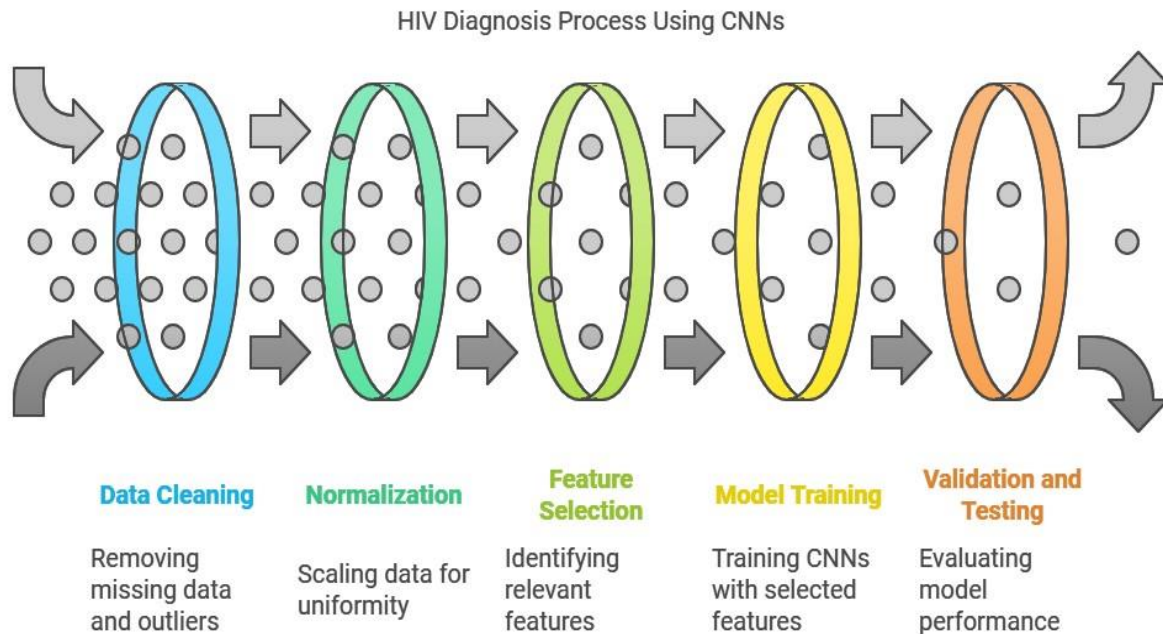 HIV Diagnosis Process Using CNNs
Data Cleaning
Removing
missing data
and outliers
Normalization
Scaling data for
uniformity
Feature
Selection
Identifying
relevant
features
Model Training
Training CNNs
with selected
features
Validation and
Testing
Evaluating
model
performance